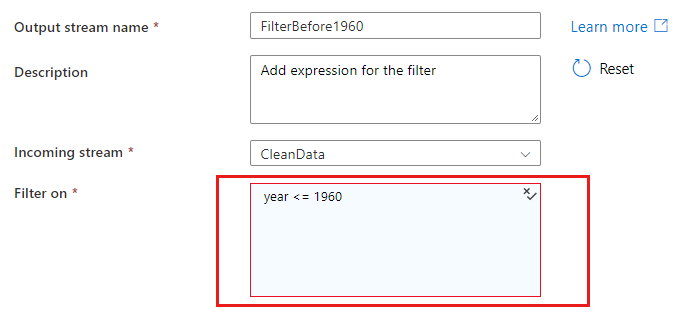 Output stream name * FilterBefore1960 Learn more
Description Add expression for the filter Reset
Incoming stream * CleanData
Filter on * year <= 1960